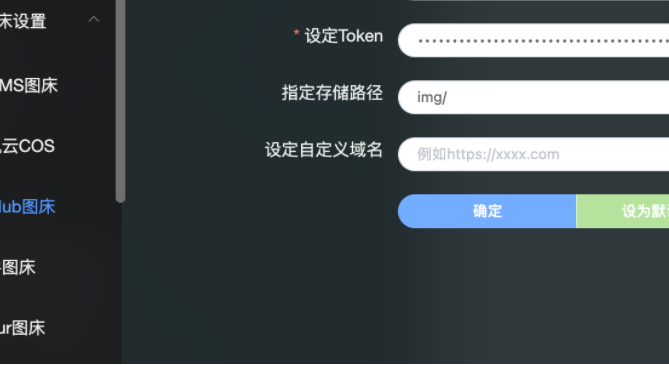 床设置
MS图床
云COS
Hub图床
图床
ur图床
* 设定Token
指定存储路径
img/
设定自定义域名
例如https://xxxx.com
确定
设为默